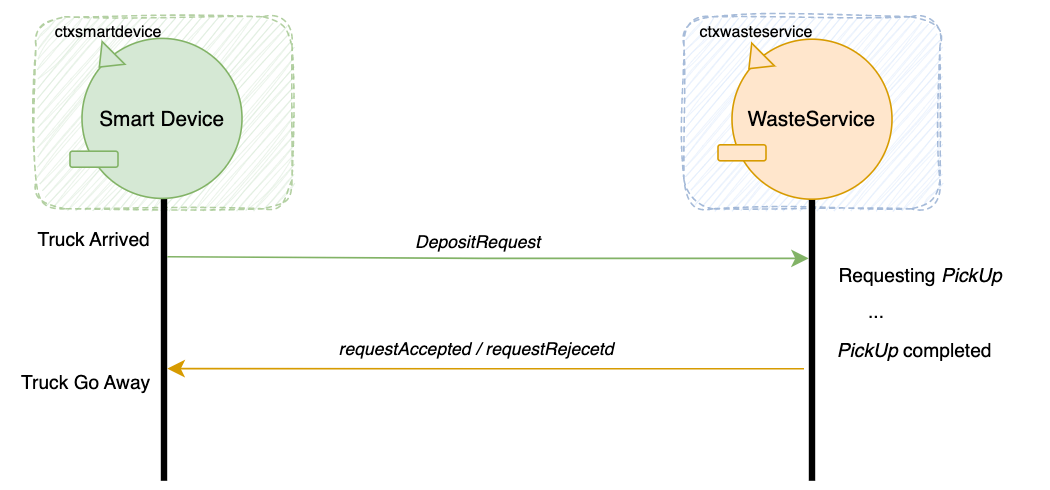 ctxsmartdevice
ctxwasteservice
Smart Device
WasteService
Truck Arrived
DepositRequest
Requesting PickUp
...
requestAccepted / requestRejecetd
PickUp completed
Truck Go Away